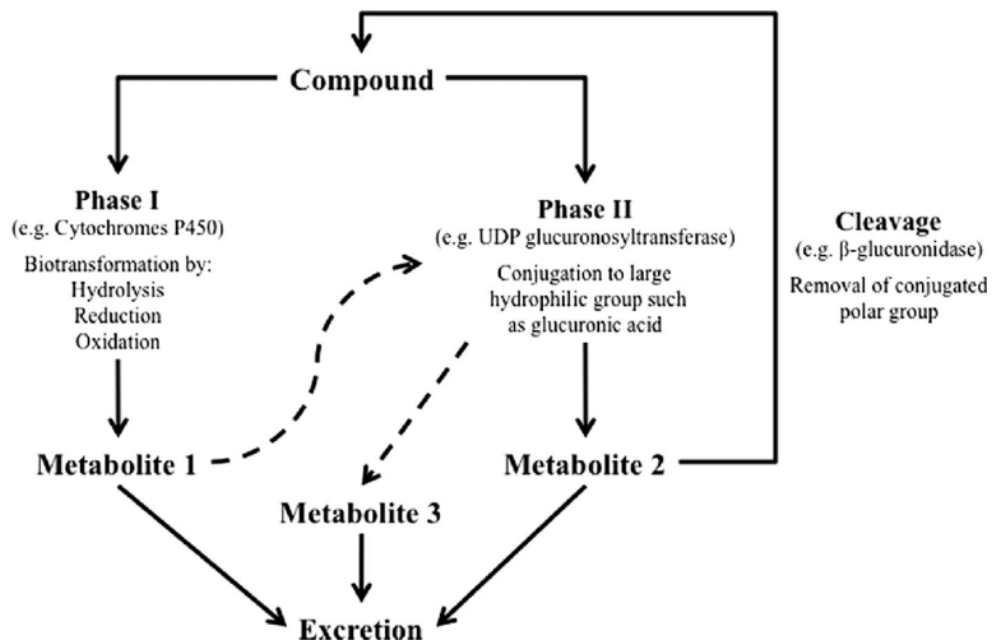 Compound
Phase I
(e.g. Cytochromes P450)
Biotransformation by:
Hydrolysis
Reduction
Oxidation
Phase II
(e.g. UDP glucuronosyltransferase)
Conjugation to large
hydrophilic group such
as glucuronic acid
Cleavage
(e.g. β-glucuronidase)
Removal of conjugated
polar group
Metabolite 1
Metabolite 2
Metabolite 3
Excretion